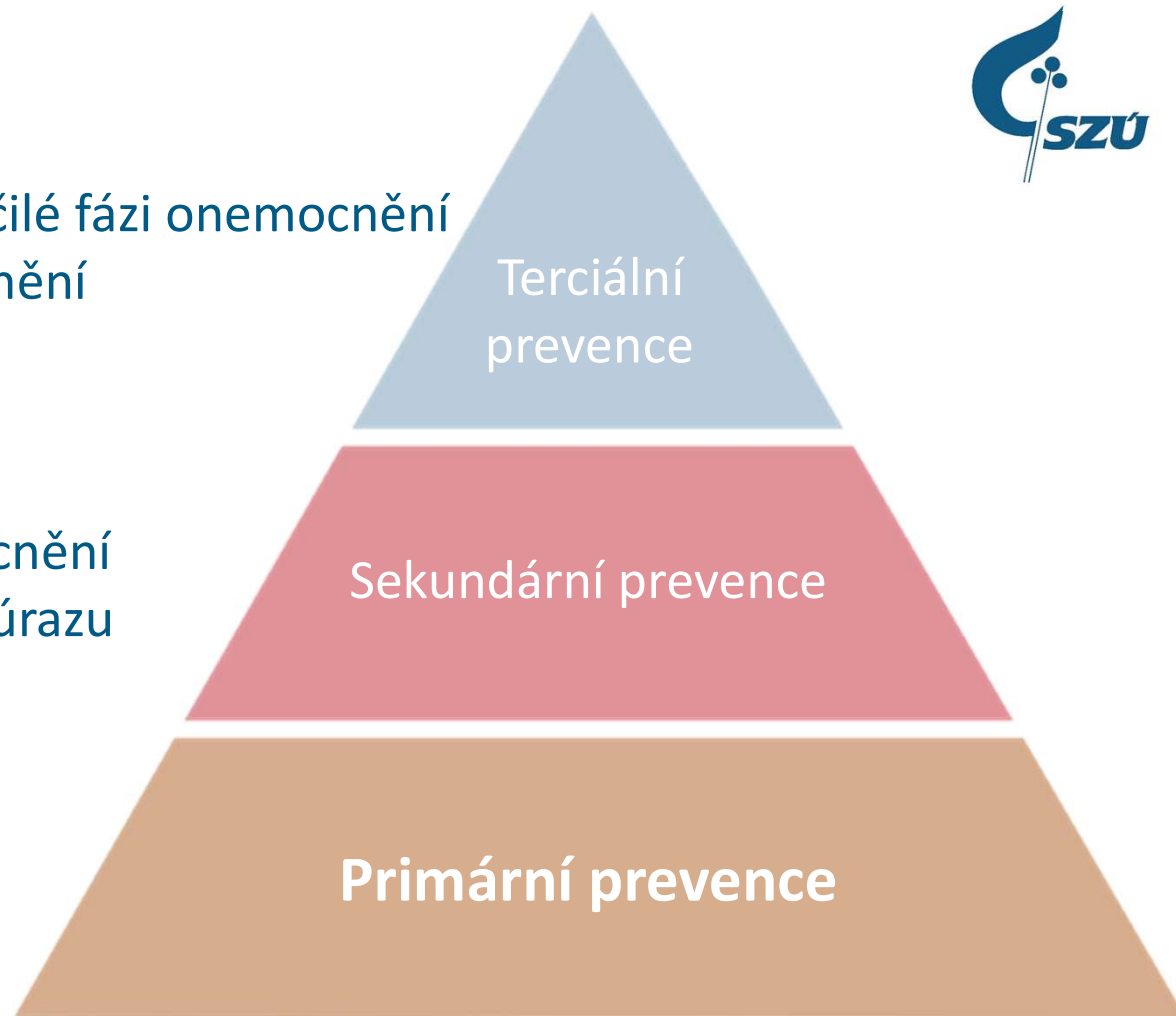 SZÚ
čilé fázi onemocnění
nění
Terciální
prevence
cnění
úrazu
Sekundární prevence
Primární prevence